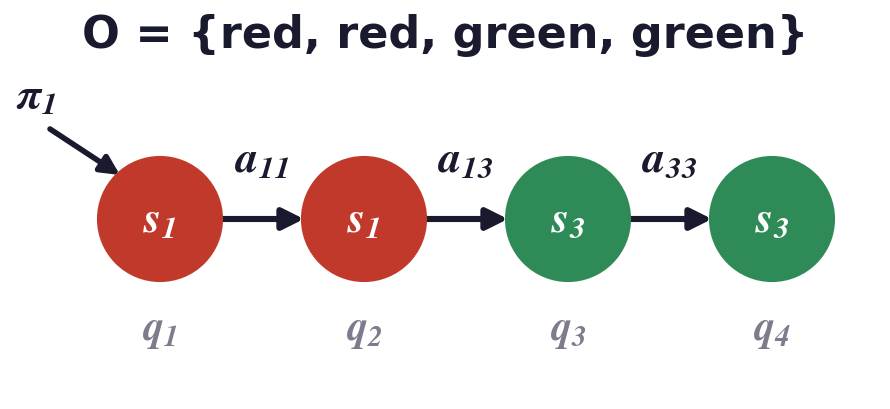 O = {red, red, green, green}
π₁
a₁₁ a₁₃ a₃₃
s₁ s₁ s₃ s₃
q₁ q₂ q₃ q₄